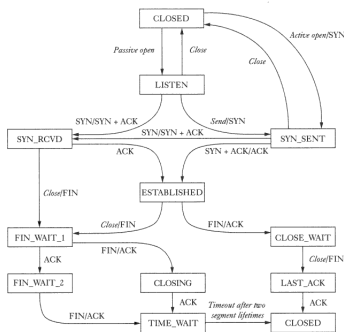 CLOSED
Active open/SYN
Passive open
Close
Close
LISTEN
SYN/SYN + ACK
Send/SYN
SYN/SYN + ACK
SYN_RCVD
SYN_SENT
ACK
SYN + ACK/ACK
ESTABLISHED
Close/FIN
Close/FIN
FIN/ACK
FIN_WAIT_1
CLOSE_WAIT
FIN/ACK
ACK
Close/FIN
FIN_WAIT_2
CLOSING
LAST_ACK
ACK
Timeout after two
segment lifetimes
ACK
FIN/ACK
TIME_WAIT
CLOSED